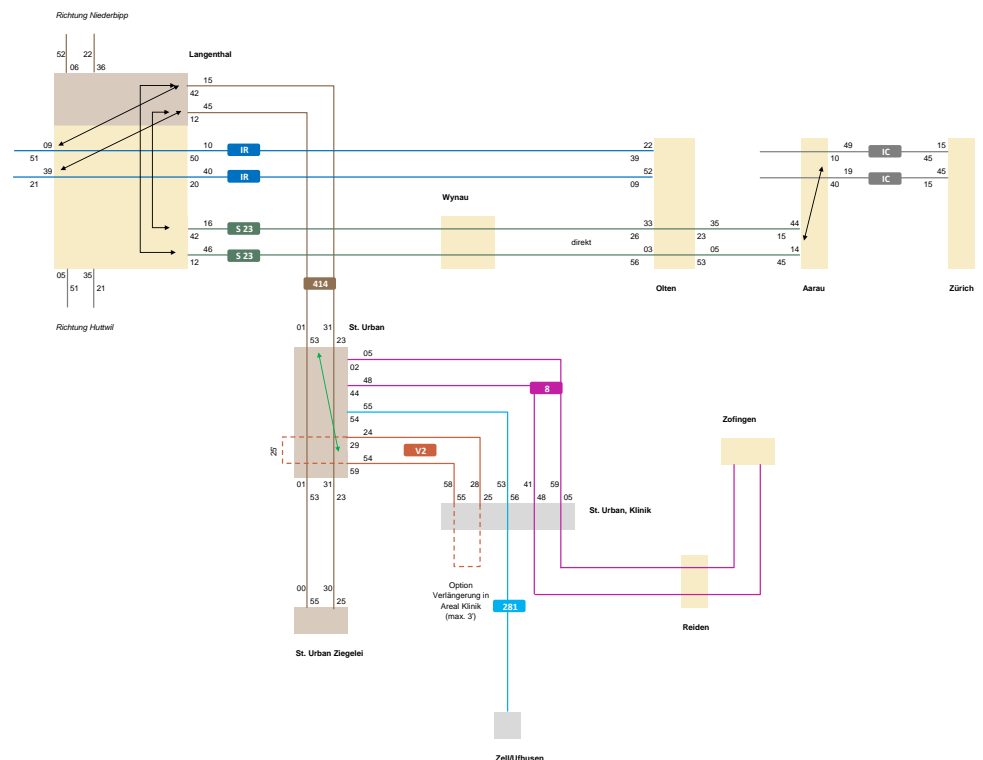 Richtung Niederbipp
52 22
06 36
Langenthal
15
42
45
12
09
51
39
21
10
IR
50
40
IR
20
22
39
52
09
49
10
IC
15
45
19
40
IC
45
15
Wynau
16
S 23
42
46
S 23
12
direkt
33
26
03
56
35
23
05
53
44
15
14
45
Olten
Aarau
Zürich
05 35
51 21
Richtung Huttwil
414
01 31
53 23
St. Urban
05
02
48
44
55
54
24
29
54
59
8
V2
25'
Zofingen
01 31
53 23
58 28 53 41 59
55 25 56 48 05
St. Urban, Klinik
00 30
55 25
St. Urban Ziegelei
Option
Verlängerung in
Areal Klinik
(max. 3')
281
Reiden
Zell/Ufhusen